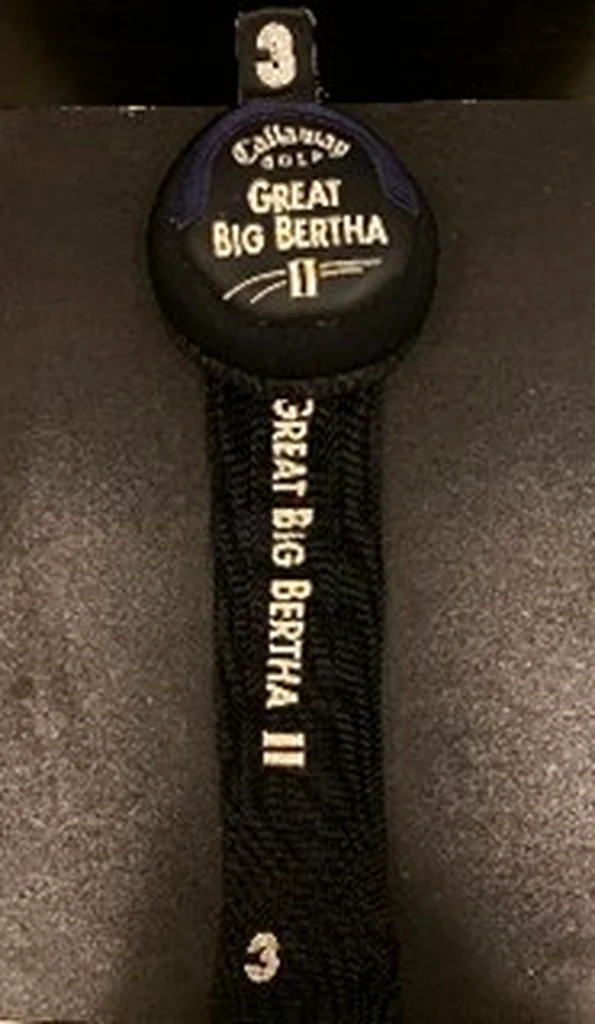 3
Callaway
GOLF
GREAT
BIG BERTHA
II
GREAT BIG BERTHA II
3